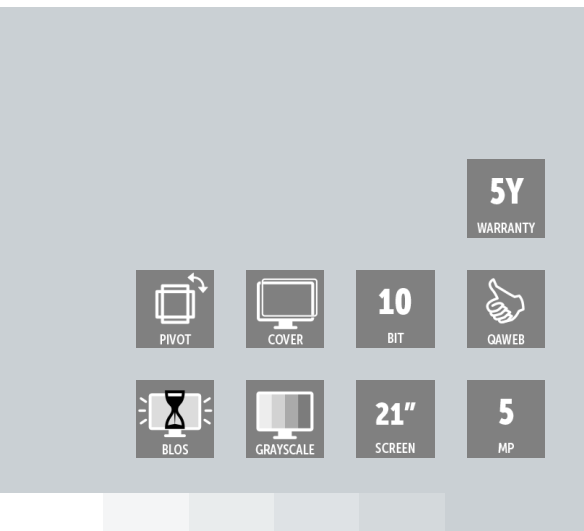 5Y
WARRANTY
PIVOT
COVER
10
BIT
QAWEB
BLOS
GRAYSCALE
21"
SCREEN
5
MP